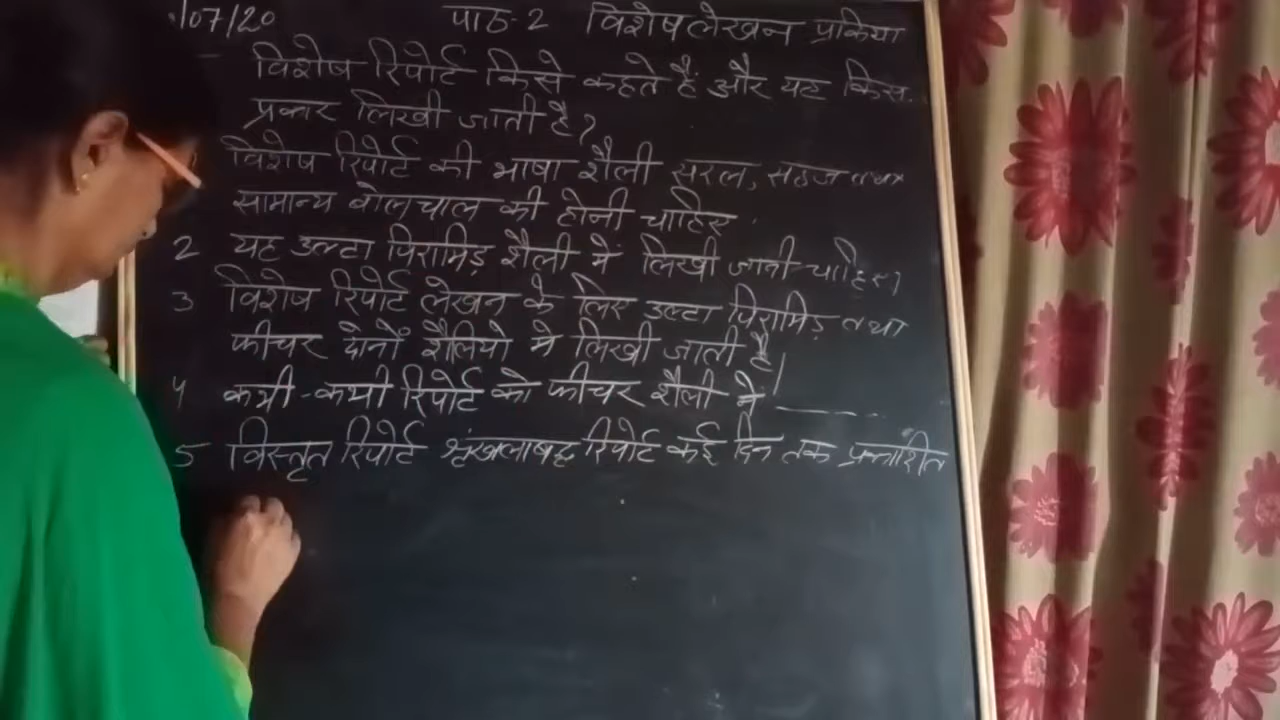 /07/20 पाठ-2 विशेष लेखन प्रक्रिया
विशेष रिपोर्ट किसे कहते हैं और यह किस
प्रकार लिखी जाती है?
विशेष रिपोर्ट की भाषा शैली सरल, सहज तथा
सामान्य बोलचाल की होनी चाहिए
2 यह उल्टा पिरामिड़ शैली में लिखी जानी चाहिए।
3 विशेष रिपोर्ट लेखन के लिए उल्टा पिरामिड़ तथा
फीचर दोनों शैलियो मे लिखी जाती है|
4 कभी-कभी रिपोर्ट को फीचर शैली मे ____
5 विस्तृत रिपोर्ट श्रृंखलाबद्ध रिपोर्ट कई दिन तक प्रकाशित